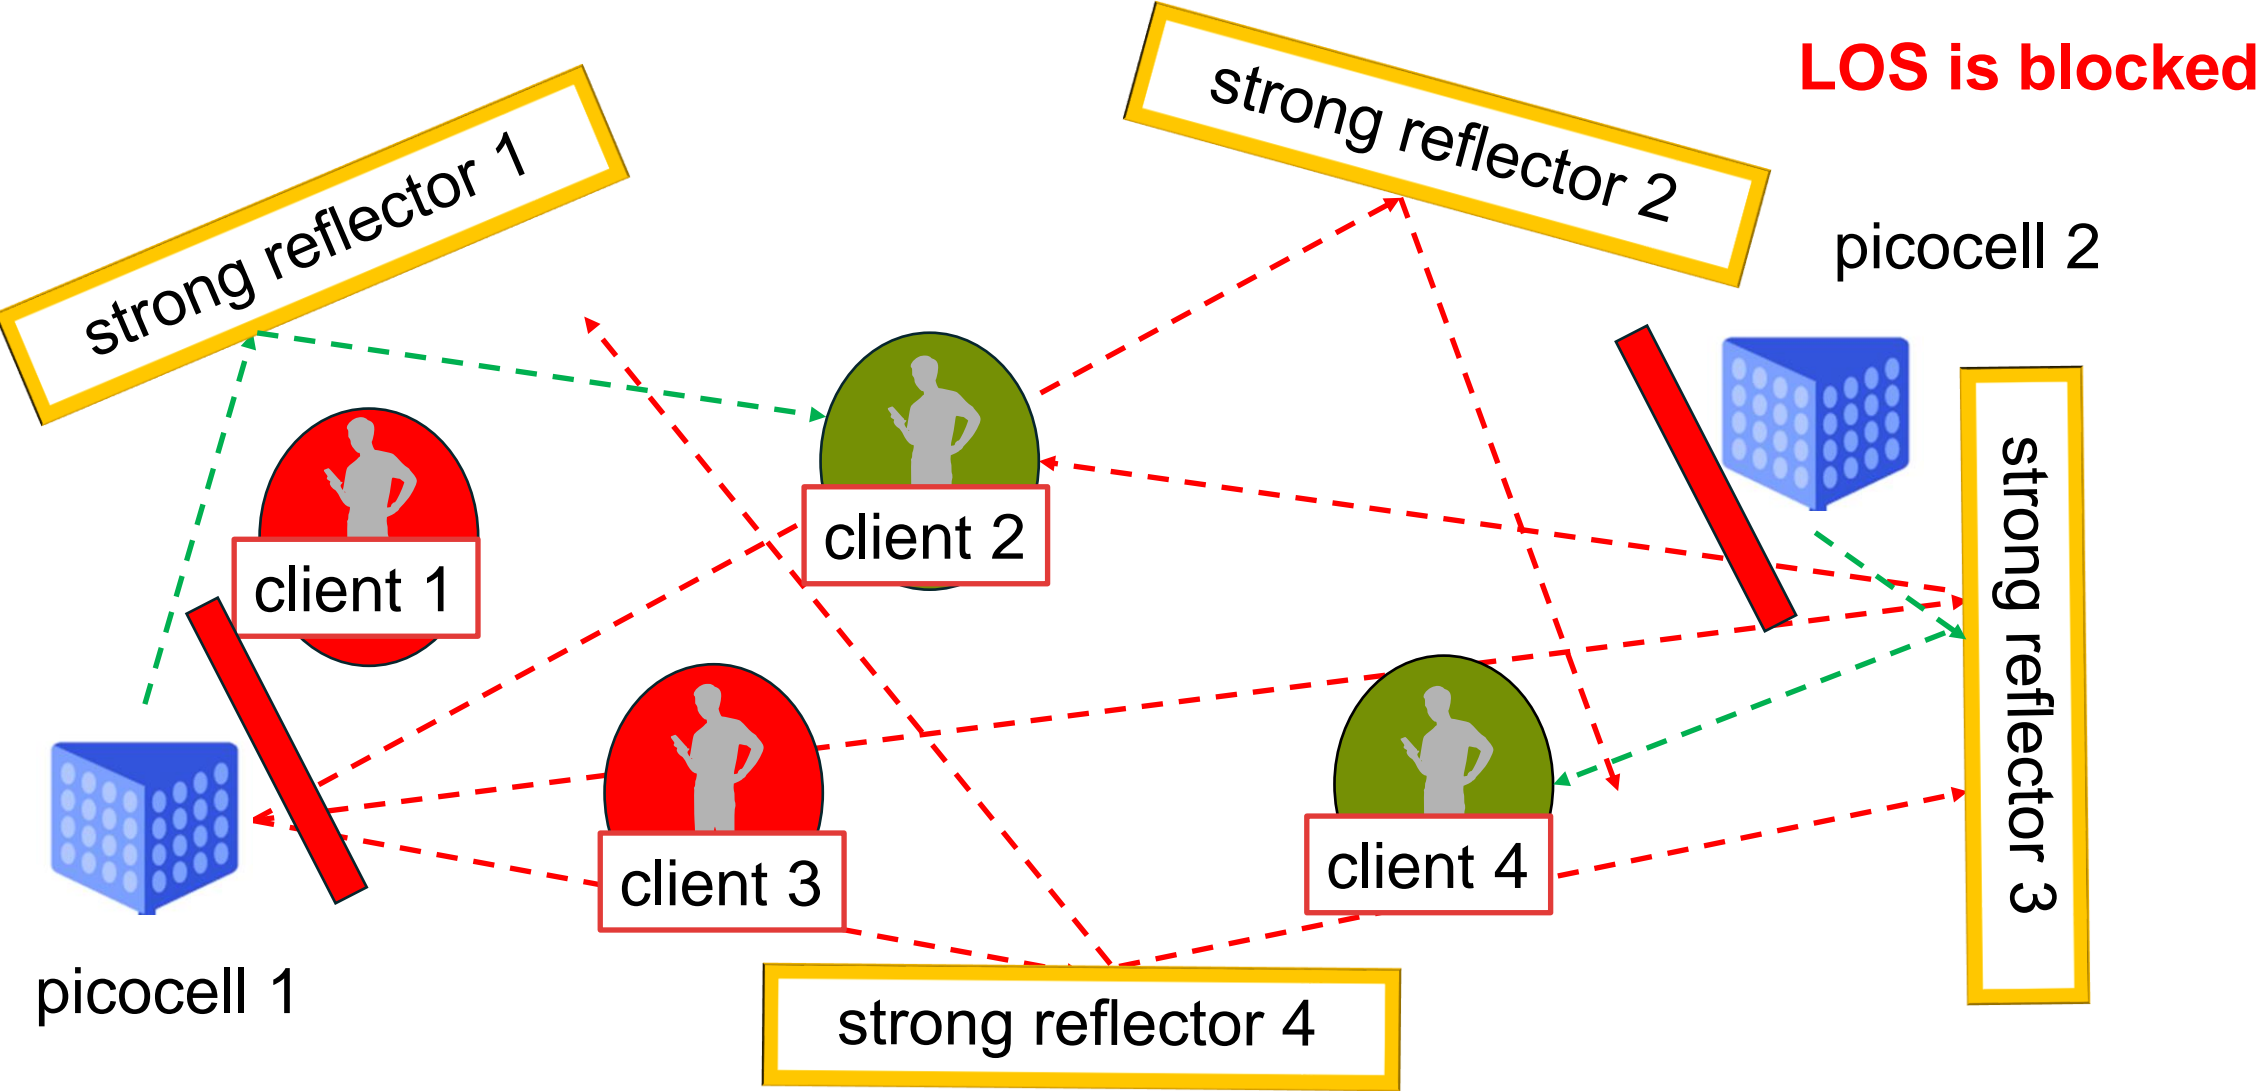 LOS is blocked
strong reflector 1
strong reflector 2
picocell 2
client 1
client 2
strong reflector 3
client 3
client 4
picocell 1
strong reflector 4